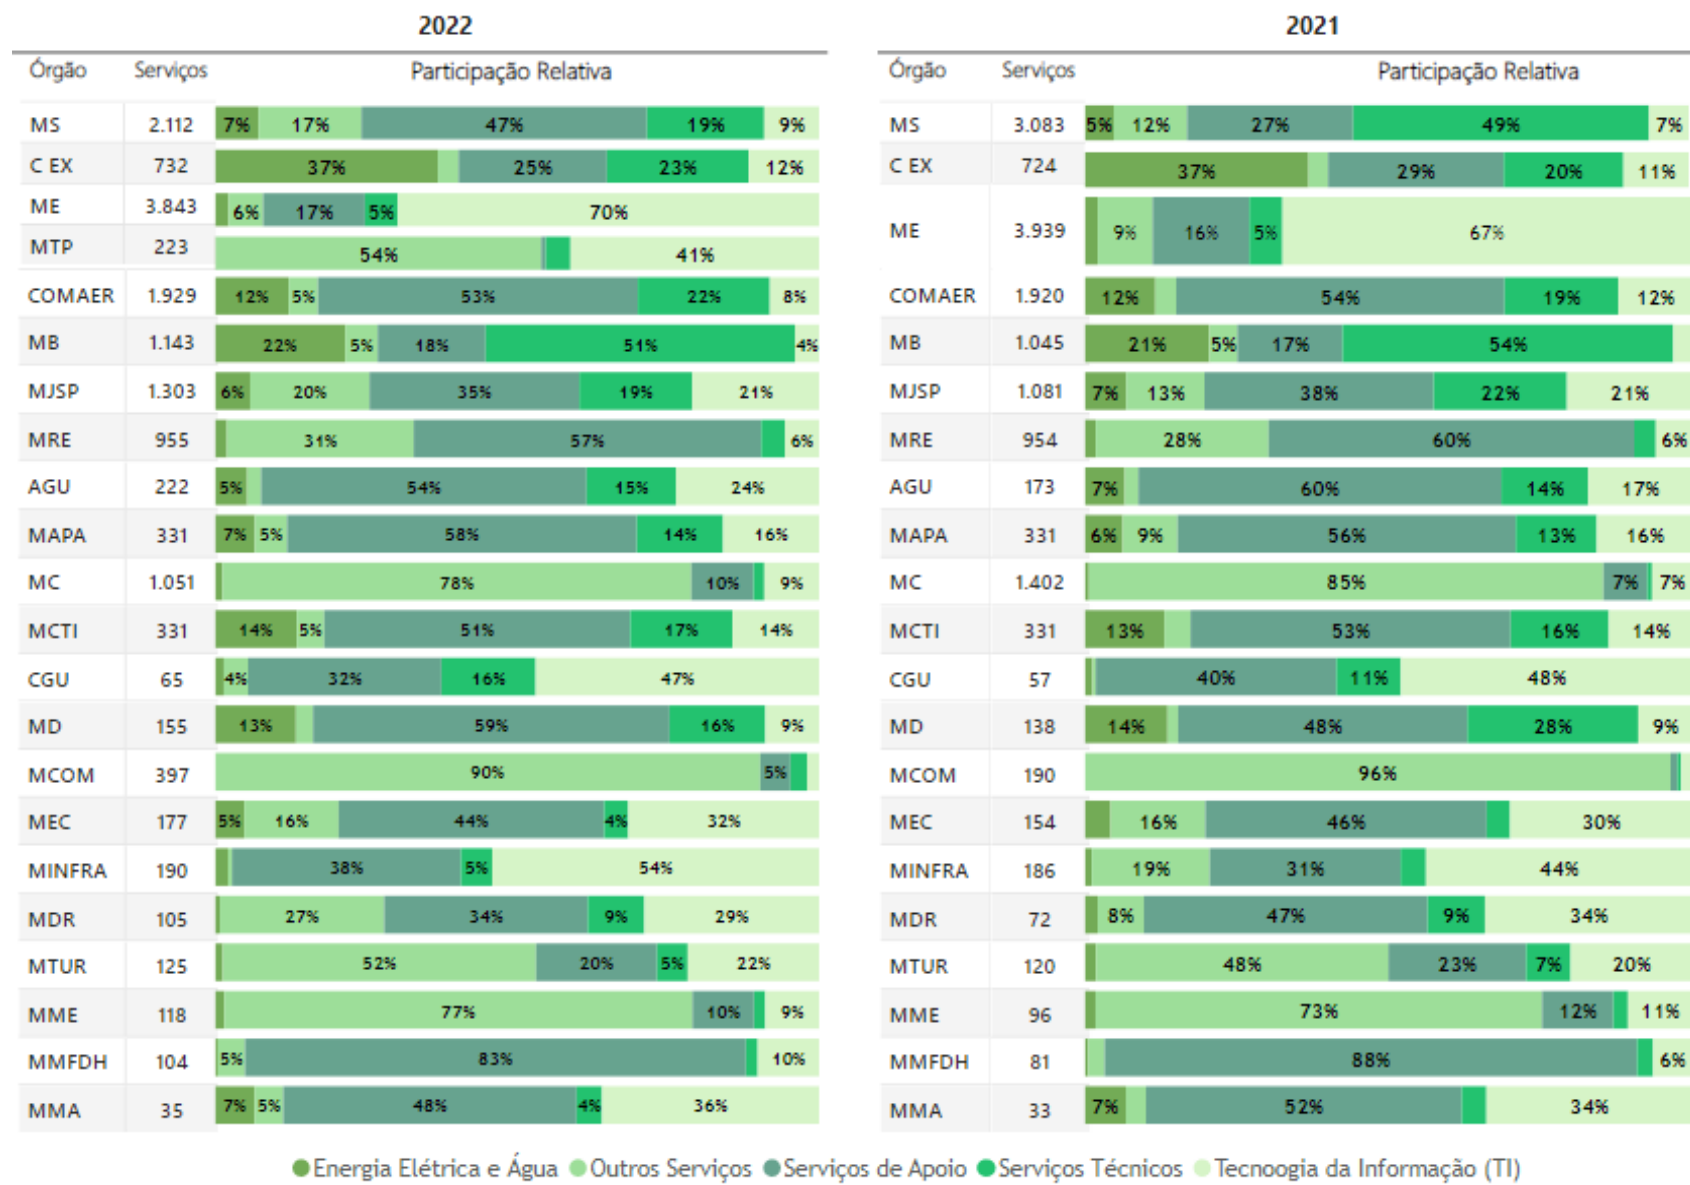 2022
Órgão Serviços Participação Relativa
MS 2.112 7% 17% 47% 19% 9%
C EX 732 37% 25% 23% 12%
ME 3.843 6% 17% 5% 70%
MTP 223 54% 41%
COMAER 1.929 12% 5% 53% 22% 8%
MB 1.143 22% 5% 18% 51% 4%
MJSP 1.303 6% 20% 35% 19% 21%
MRE 955 31% 57% 6%
AGU 222 5% 54% 15% 24%
MAPA 331 7% 5% 58% 14% 16%
MC 1.051 78% 10% 9%
MCTI 331 14% 5% 51% 17% 14%
CGU 65 4% 32% 16% 47%
MD 155 13% 59% 16% 9%
MCOM 397 90% 5%
MEC 177 5% 16% 44% 4% 32%
MINFRA 190 38% 5% 54%
MDR 105 27% 34% 9% 29%
MTUR 125 52% 20% 5% 22%
MME 118 77% 10% 9%
MMFDH 104 5% 83% 10%
MMA 35 7% 5% 48% 4% 36%
2021
Órgão Serviços Participação Relativa
MS 3.083 5% 12% 27% 49% 7%
C EX 724 37% 29% 20% 11%
ME 3.939 9% 16% 5% 67%
COMAER 1.920 12% 54% 19% 12%
MB 1.045 21% 5% 17% 54%
MJSP 1.081 7% 13% 38% 22% 21%
MRE 954 28% 60% 6%
AGU 173 7% 60% 14% 17%
MAPA 331 6% 9% 56% 13% 16%
MC 1.402 85% 7% 7%
MCTI 331 13% 53% 16% 14%
CGU 57 40% 11% 48%
MD 138 14% 48% 28% 9%
MCOM 190 96%
MEC 154 16% 46% 30%
MINFRA 186 19% 31% 44%
MDR 72 8% 47% 9% 34%
MTUR 120 48% 23% 7% 20%
MME 96 73% 12% 11%
MMFDH 81 88% 6%
MMA 33 7% 52% 34%
Energia Elétrica e Água Outros Serviços Serviços de Apoio Serviços Técnicos Tecnoogia da Informação (TI)